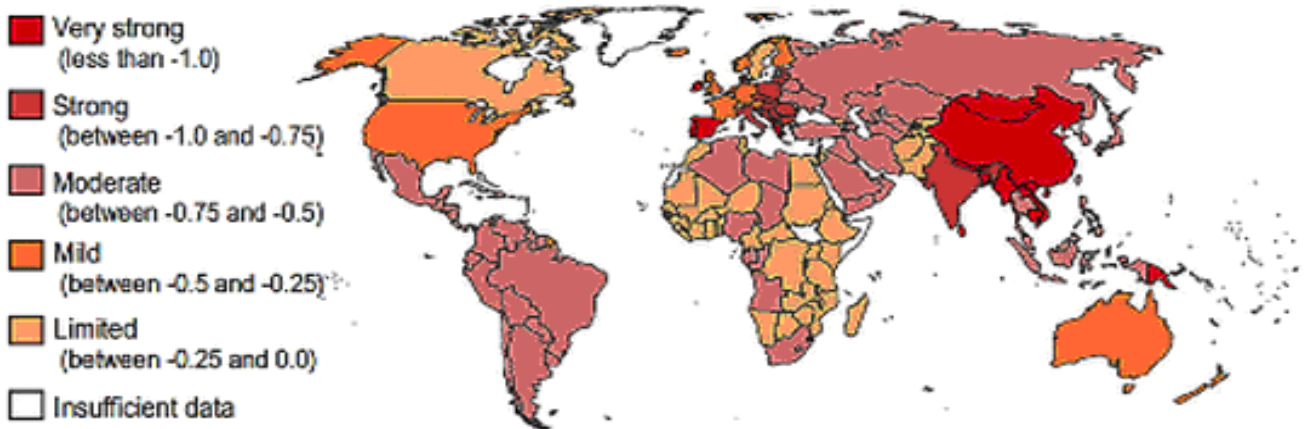 Very strong
(less than -1.0)
Strong
(between -1.0 and -0.75)
Moderate
(between -0.75 and -0.5)
Mild
(between -0.5 and -0.25)
Limited
(between -0.25 and 0.0)
Insufficient data